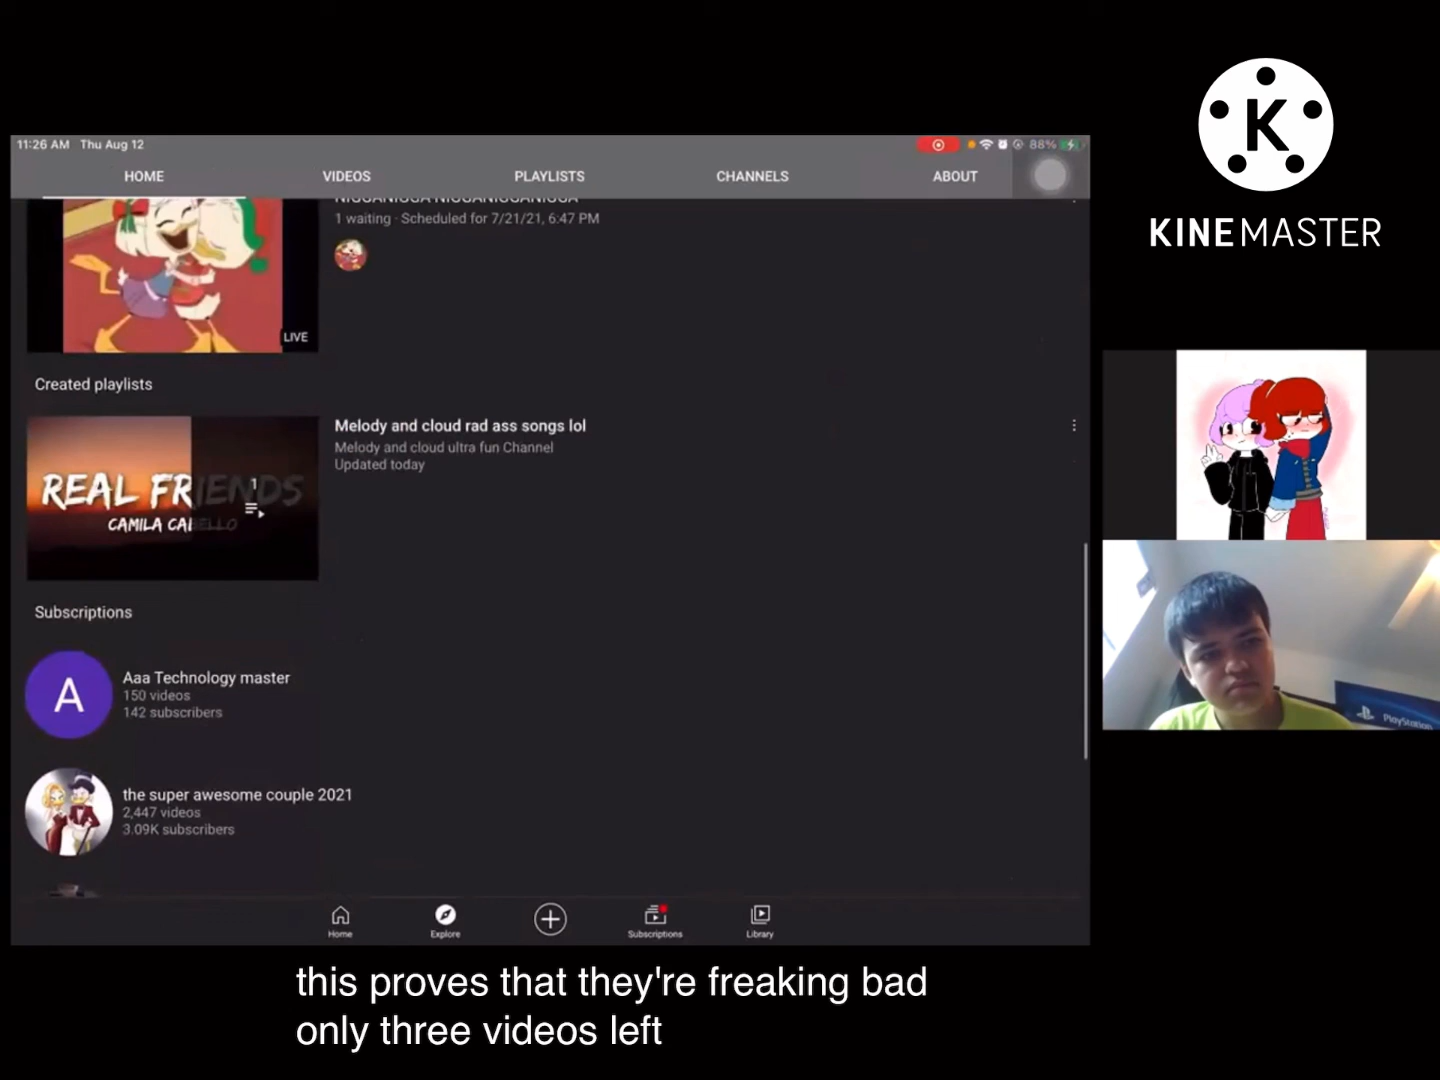 11:26 AM Thu Aug 12
88%
HOME VIDEOS PLAYLISTS CHANNELS ABOUT
1 waiting · Scheduled for 7/21/21, 6:47 PM
LIVE
Created playlists
REAL FRIENDS
CAMILA CABELLO
1
Melody and cloud rad ass songs lol
Melody and cloud ultra fun Channel
Updated today
Subscriptions
A
Aaa Technology master
150 videos
142 subscribers
the super awesome couple 2021
2,447 videos
3.09K subscribers
Home Explore Subscriptions Library
this proves that they're freaking bad
only three videos left
K
KINEMASTER
PlayStation